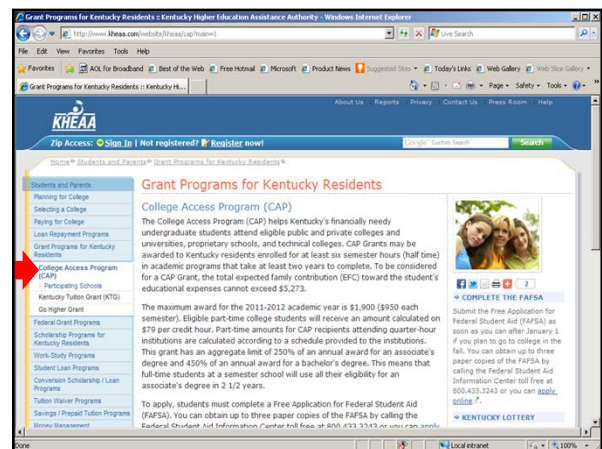 Grant Programs for Kentucky Residents :: Kentucky Higher Education Assistance Authority - Windows Internet Explorer
http://www.kheaa.com/website/kheaa/cap?main=1
Live Search
File Edit View Favorites Tools Help
Favorites AOL for Broadband Best of the Web Free Hotmail Microsoft Product News Suggested Sites Today's Links Web Gallery Web Slice Gallery
Grant Programs for Kentucky Residents :: Kentucky Hi...
Page Safety Tools
About Us Reports Privacy Contact Us Press Room Help
KHEAA
Zip Access: Sign In | Not registered? Register now!
Google Custom Search
Search
Home Students and Parents Grant Programs for Kentucky Residents
Students and Parents
Planning for College
Selecting a College
Paying for College
Loan Repayment Programs
Grant Programs for Kentucky
Residents
College Access Program
(CAP)
Participating Schools
Kentucky Tuition Grant (KTG)
Go Higher Grant
Federal Grant Programs
Scholarship Programs for
Kentucky Residents
Work-Study Programs
Student Loan Programs
Conversion Scholarship / Loan
Programs
Tuition Waiver Programs
Savings / Prepaid Tuition Programs
Money Management
Grant Programs for Kentucky Residents
College Access Program (CAP)
The College Access Program (CAP) helps Kentucky's financially needy
undergraduate students attend eligible public and private colleges and
universities, proprietary schools, and technical colleges. CAP Grants may be
awarded to Kentucky residents enrolled for at least six semester hours (half time)
in academic programs that take at least two years to complete. To be considered
for a CAP Grant, the total expected family contribution (EFC) toward the student's
educational expenses cannot exceed $5,273.
The maximum award for the 2011-2012 academic year is $1,900 ($950 each
semester). Eligible part-time college students will receive an amount calculated on
$79 per credit hour. Part-time amounts for CAP recipients attending quarter-hour
institutions are calculated according to a schedule provided to the institutions.
This grant has an aggregate limit of 250% of an annual award for an associate's
degree and 450% of an annual award for a bachelor's degree. This means that
full-time students at a semester school will use all their eligibility for an
associate's degree in 2 1/2 years.
To apply, students must complete a Free Application for Federal Student Aid
(FAFSA). You can obtain up to three paper copies of the FAFSA by calling the
Federal Student Aid Information Center toll free at 800.433.3243 or you can apply
2
COMPLETE THE FAFSA
Submit the Free Application for
Federal Student Aid (FAFSA) as
soon as you can after January 1
if you plan to go to college in the
fall. You can obtain up to three
paper copies of the FAFSA by
calling the Federal Student Aid
Information Center toll free at
800.433.3243 or you can apply
online
KENTUCKY LOTTERY
Done
Local intranet
100%